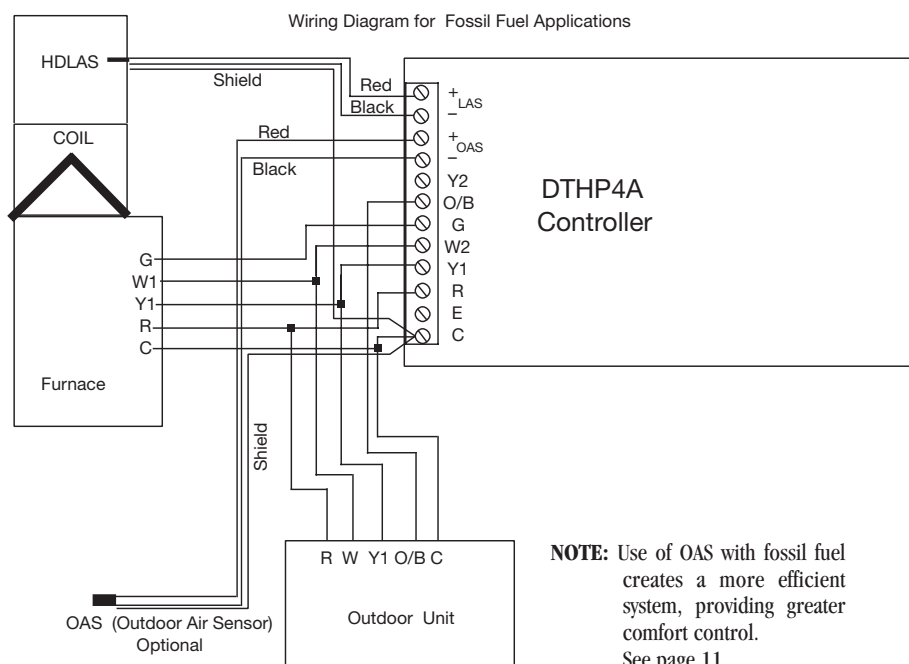 Wiring Diagram for Fossil Fuel Applications
HDLAS
Shield
Red
Black
+
LAS
−
COIL
Red
Black
+
OAS
−
Y2
O/B
G
W2
Y1
R
E
C
DTHP4A
Controller
G
W1
Y1
R
C
Furnace
Shield
R W Y1 O/B C
Outdoor Unit
OAS (Outdoor Air Sensor)
Optional
NOTE: Use of OAS with fossil fuel
creates a more efficient
system, providing greater
comfort control.
See page 11